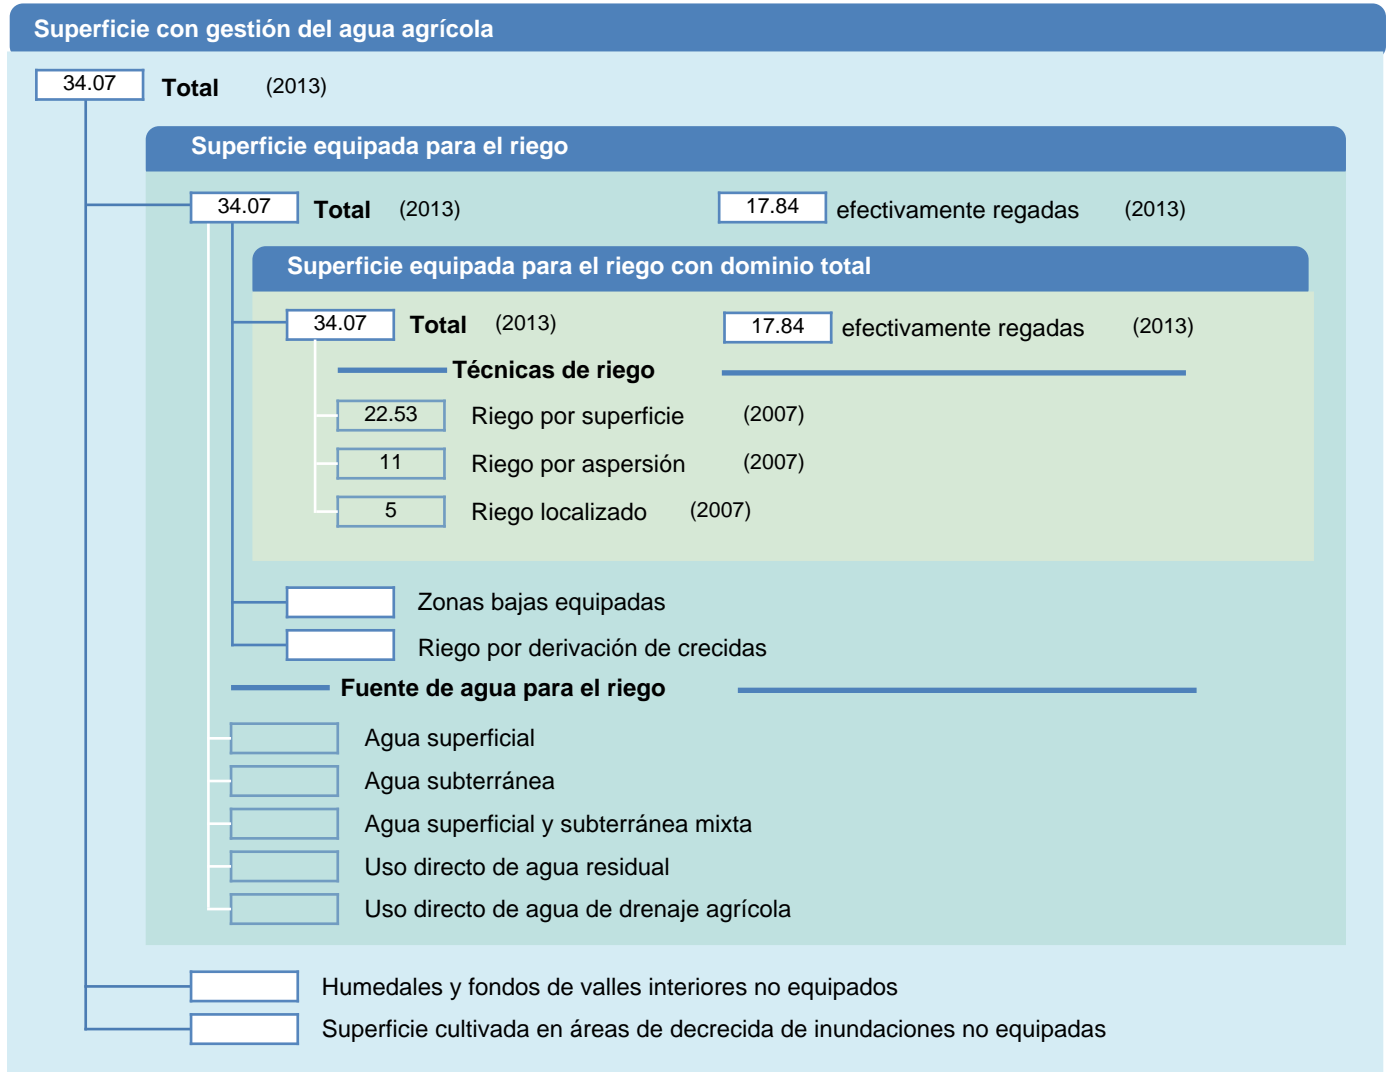 Superficie con gestión del agua agrícola
34.07 Total (2013)
Superficie equipada para el riego
34.07 Total (2013) 17.84 efectivamente regadas (2013)
Superficie equipada para el riego con dominio total
34.07 Total (2013) 17.84 efectivamente regadas (2013)
Técnicas de riego
22.53 Riego por superficie (2007)
11 Riego por aspersión (2007)
5 Riego localizado (2007)
Zonas bajas equipadas
Riego por derivación de crecidas
Fuente de agua para el riego
Agua superficial
Agua subterránea
Agua superficial y subterránea mixta
Uso directo de agua residual
Uso directo de agua de drenaje agrícola
Humedales y fondos de valles interiores no equipados
Superficie cultivada en áreas de decrecida de inundaciones no equipadas